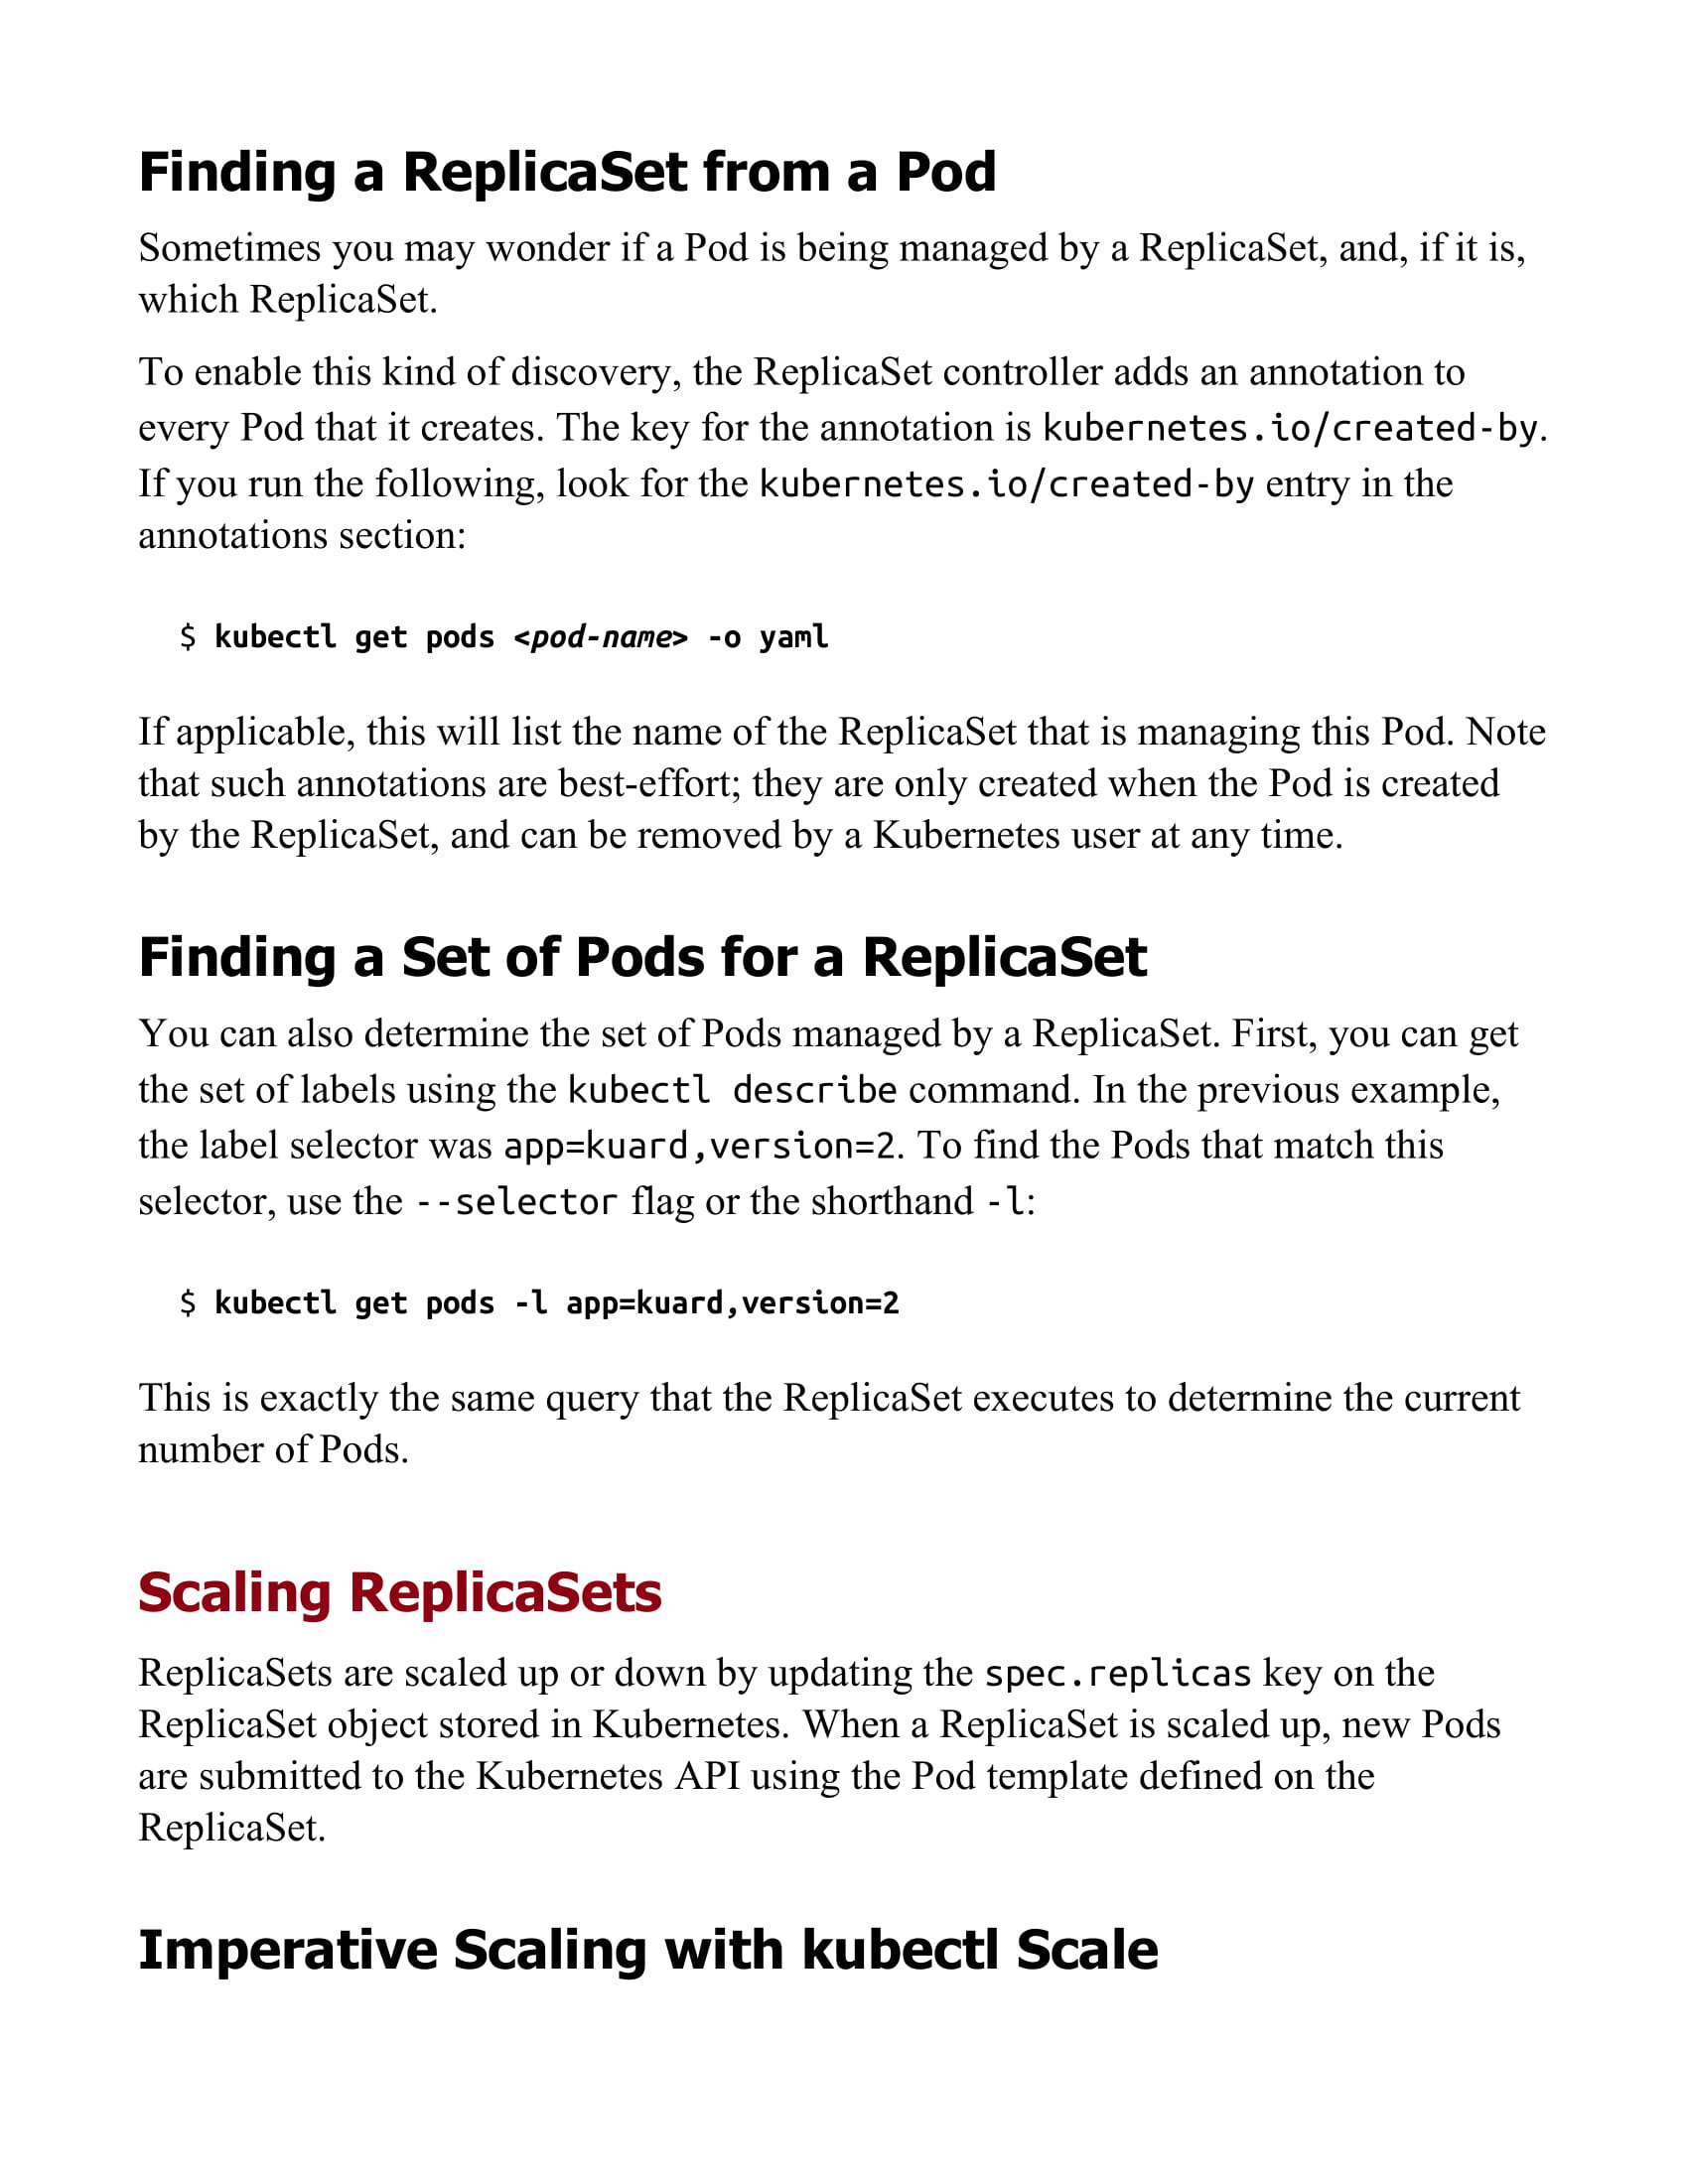 Finding a ReplicaSet from a Pod
Sometimes you may wonder if a Pod is being managed by a ReplicaSet, and, if it is,
which ReplicaSet.
To enable this kind of discovery, the ReplicaSet controller adds an annotation to
every Pod that it creates. The key for the annotation is kubernetes.io/created-by.
If you run the following, look for the kubernetes.io/created-by entry in the
annotations section:
$ kubectl get pods <pod-name> -o yaml
If applicable, this will list the name of the ReplicaSet that is managing this Pod. Note
that such annotations are best-effort; they are only created when the Pod is created
by the ReplicaSet, and can be removed by a Kubernetes user at any time.
Finding a Set of Pods for a ReplicaSet
You can also determine the set of Pods managed by a ReplicaSet. First, you can get
the set of labels using the kubectl describe command. In the previous example,
the label selector was app=kuard,version=2. To find the Pods that match this
selector, use the --selector flag or the shorthand -l:
$ kubectl get pods -l app=kuard,version=2
This is exactly the same query that the ReplicaSet executes to determine the current
number of Pods.
Scaling ReplicaSets
ReplicaSets are scaled up or down by updating the spec.replicas key on the
ReplicaSet object stored in Kubernetes. When a ReplicaSet is scaled up, new Pods
are submitted to the Kubernetes API using the Pod template defined on the
ReplicaSet.
Imperative Scaling with kubectl Scale